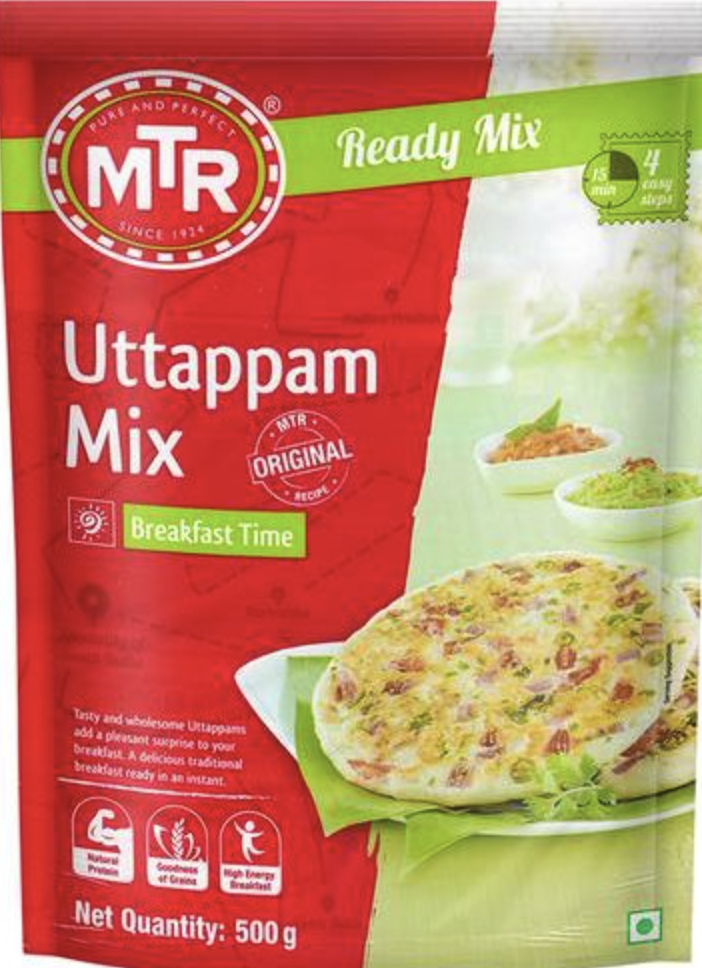 PURE AND PERFECT
MTR
®
SINCE 1924
Ready Mix
15
min
4
easy
steps
Uttappam
Mix
MTR
ORIGINAL
RECIPE
Breakfast Time
Tasty and wholesome Uttappams
add a pleasant surprise to your
breakfast. A delicious traditional
breakfast ready in an instant.
Natural
Protein
Goodness
of Grains
High Energy
Breakfast
Net Quantity: 500 g